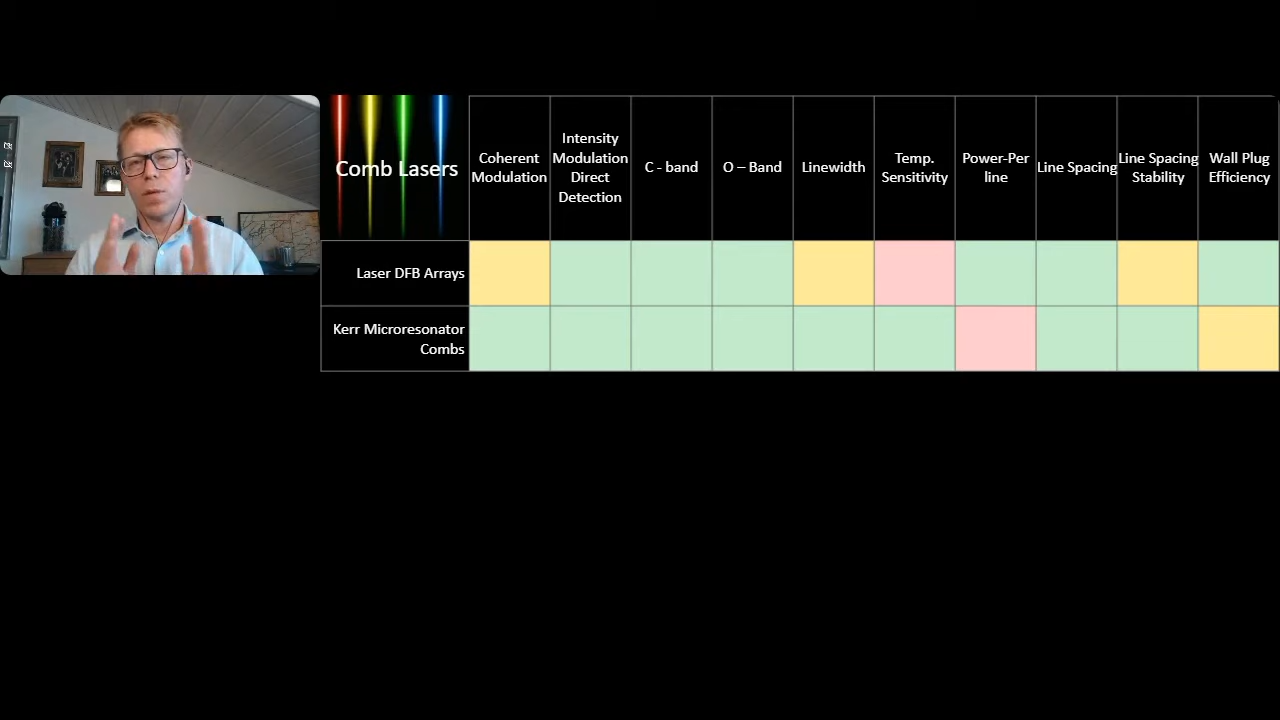 Comb Lasers
Coherent
Modulation
Intensity
Modulation
Direct
Detection
C - band
O – Band
Linewidth
Temp.
Sensitivity
Power-Per
line
Line Spacing
Line Spacing
Stability
Wall Plug
Efficiency
Laser DFB Arrays
Kerr Microresonator
Combs